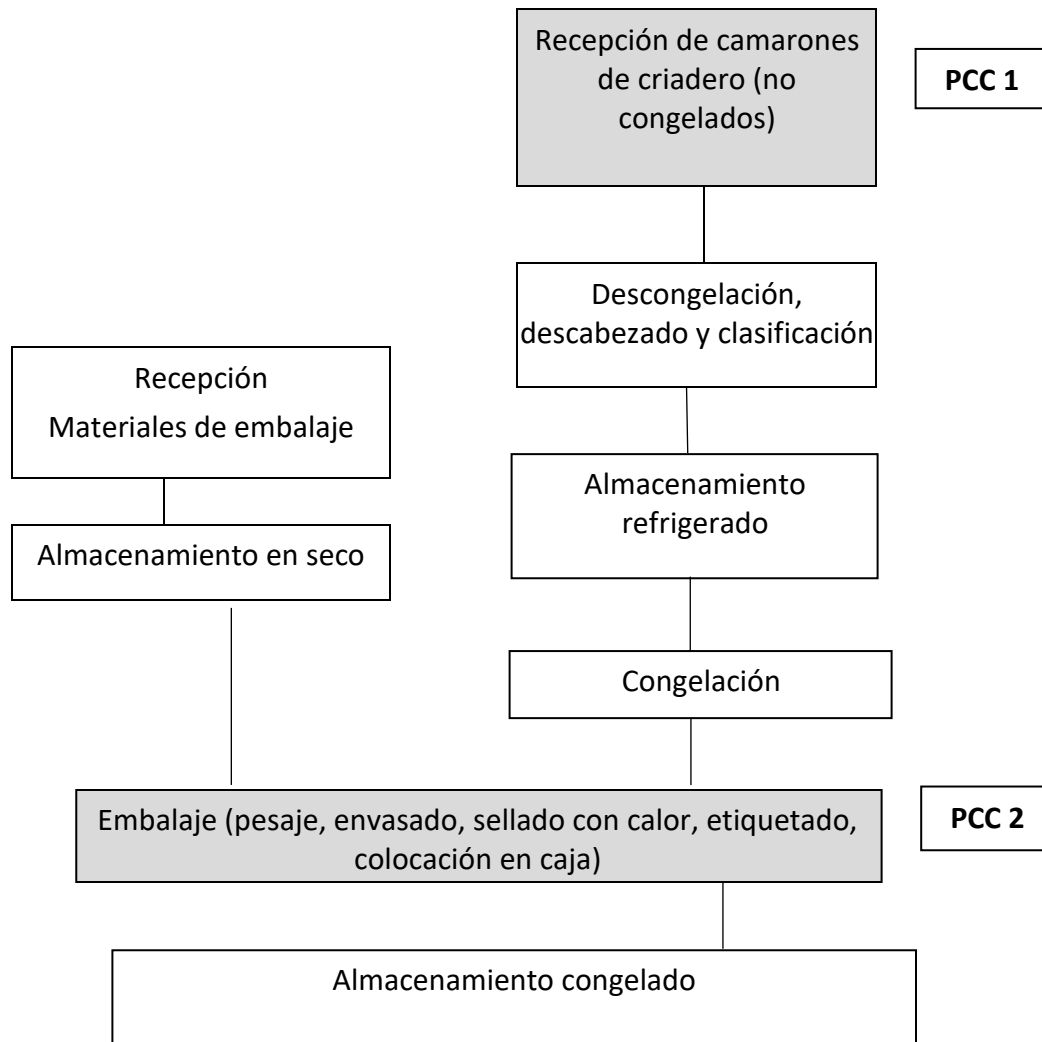 Recepción de camarones
de criadero (no
congelados)
PCC 1
Descongelación,
descabezado y clasificación
Recepción
Materiales de embalaje
Almacenamiento
refrigerado
Almacenamiento en seco
Congelación
Embalaje (pesaje, envasado, sellado con calor, etiquetado,
colocación en caja)
PCC 2
Almacenamiento congelado